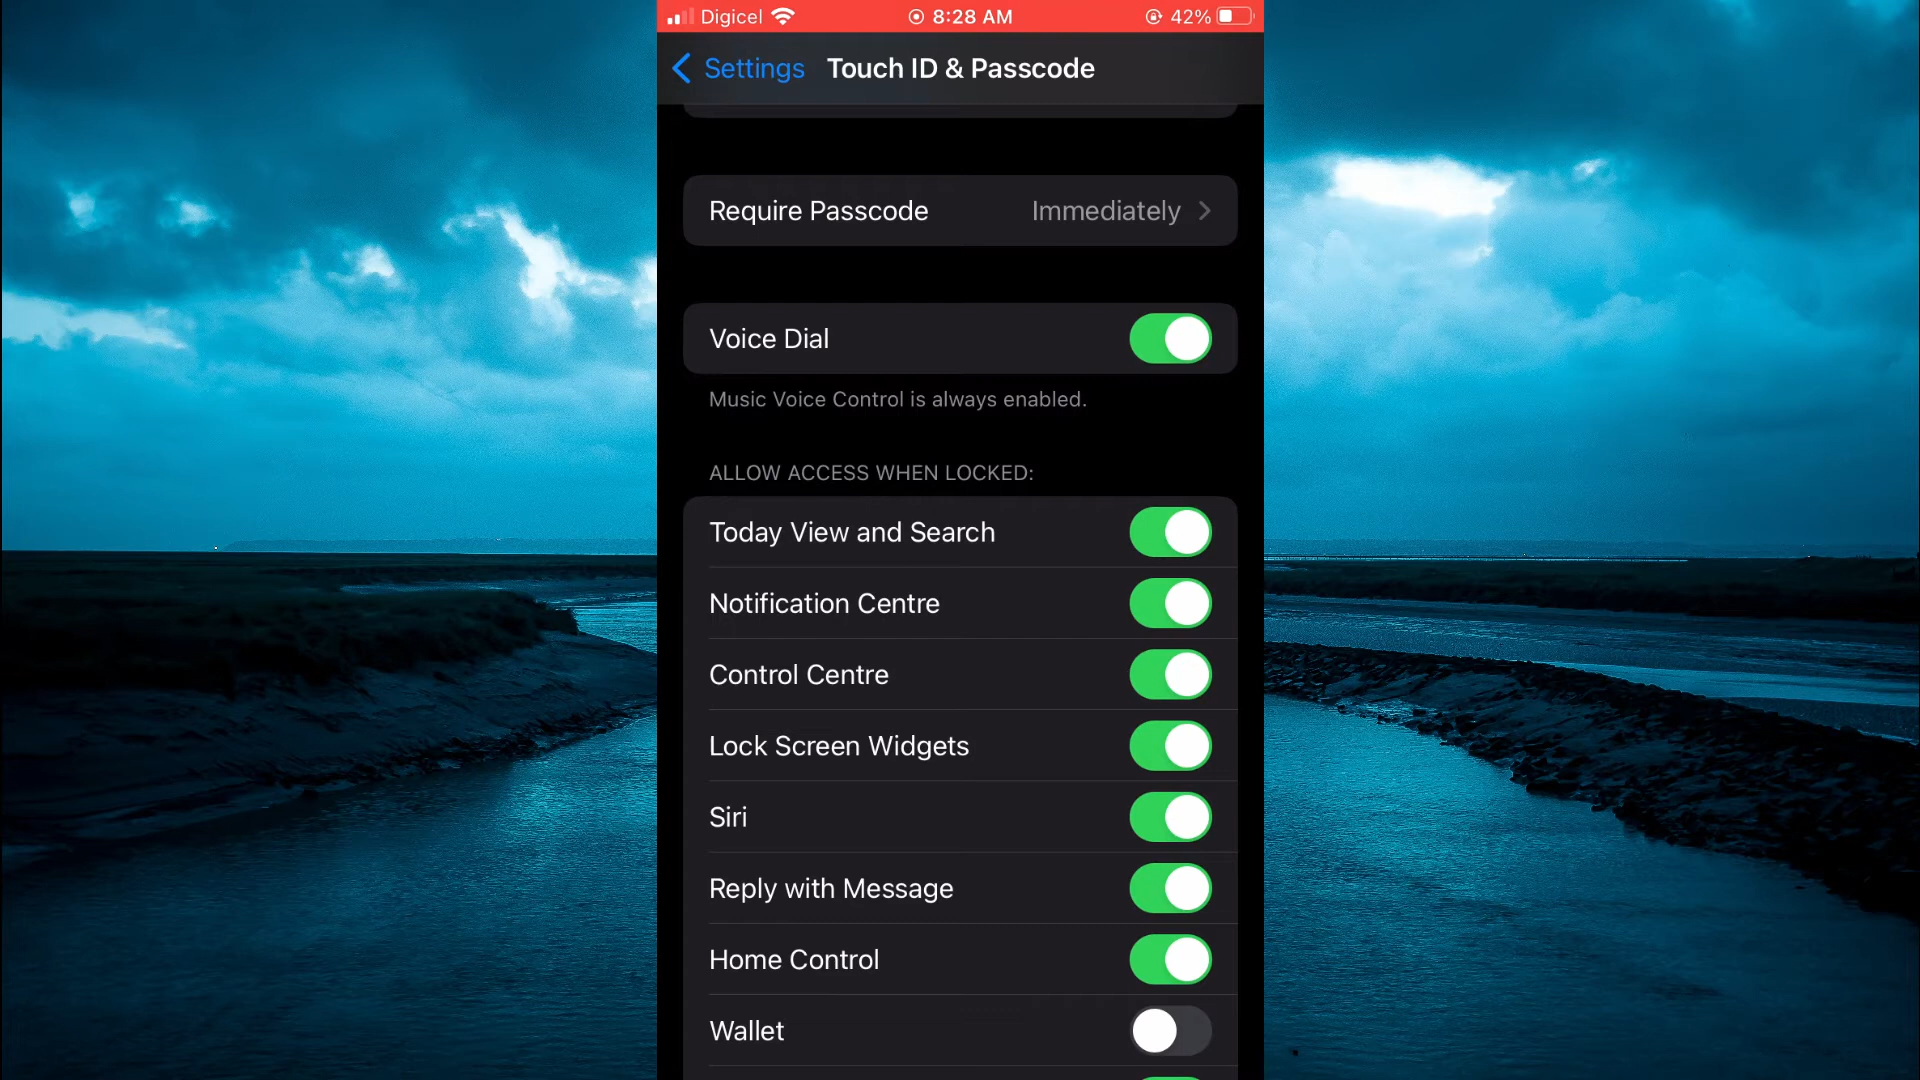 Digicel 8:28 AM 42%
Settings Touch ID & Passcode
Require Passcode Immediately
Voice Dial
Music Voice Control is always enabled.
ALLOW ACCESS WHEN LOCKED:
Today View and Search
Notification Centre
Control Centre
Lock Screen Widgets
Siri
Reply with Message
Home Control
Wallet